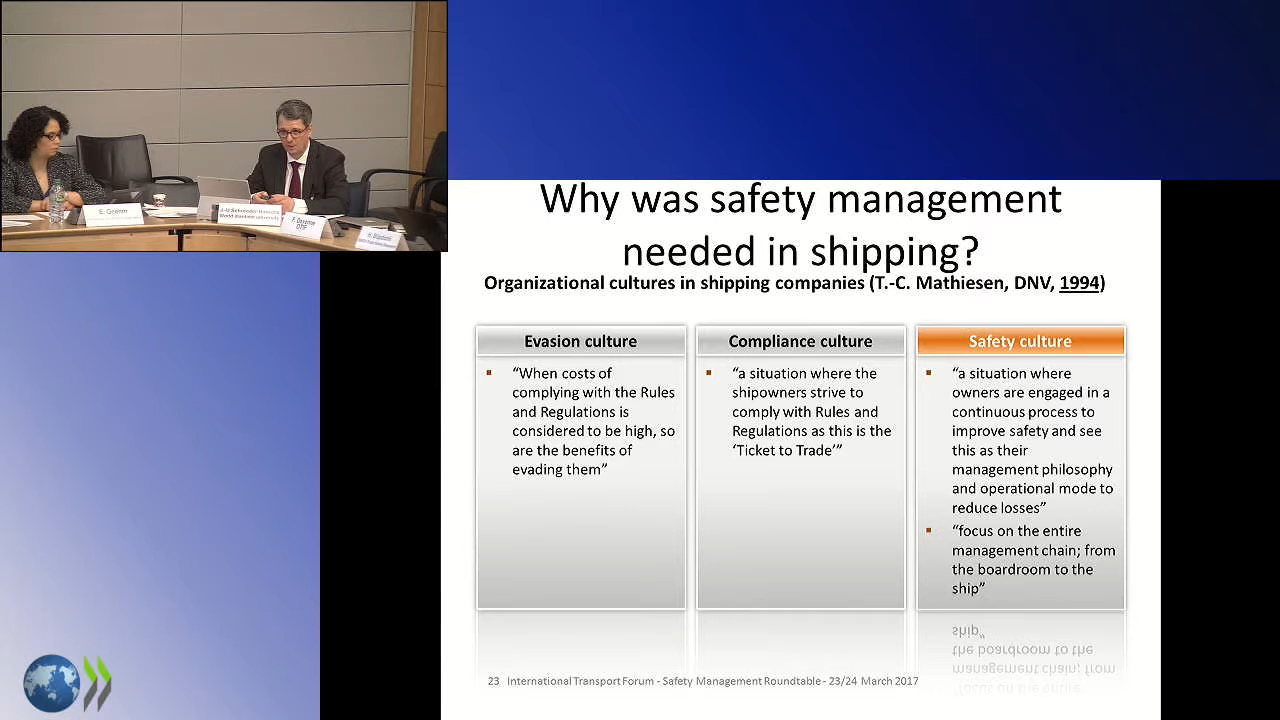 E. Geamn
World Maritime University
Why was safety management
needed in shipping?
Organizational cultures in shipping companies (T.-C. Mathiesen, DNV, 1994)
Evasion culture
▪ “When costs of
complying with the Rules
and Regulations is
considered to be high, so
are the benefits of
evading them”
Compliance culture
▪ “a situation where the
shipowners strive to
comply with Rules and
Regulations as this is the
‘Ticket to Trade’”
Safety culture
▪ “a situation where
owners are engaged in a
continuous process to
improve safety and see
this as their
management philosophy
and operational mode to
reduce losses”
▪ “focus on the entire
management chain; from
the boardroom to the
ship”
23 International Transport Forum - Safety Management Roundtable - 23/24 March 2017